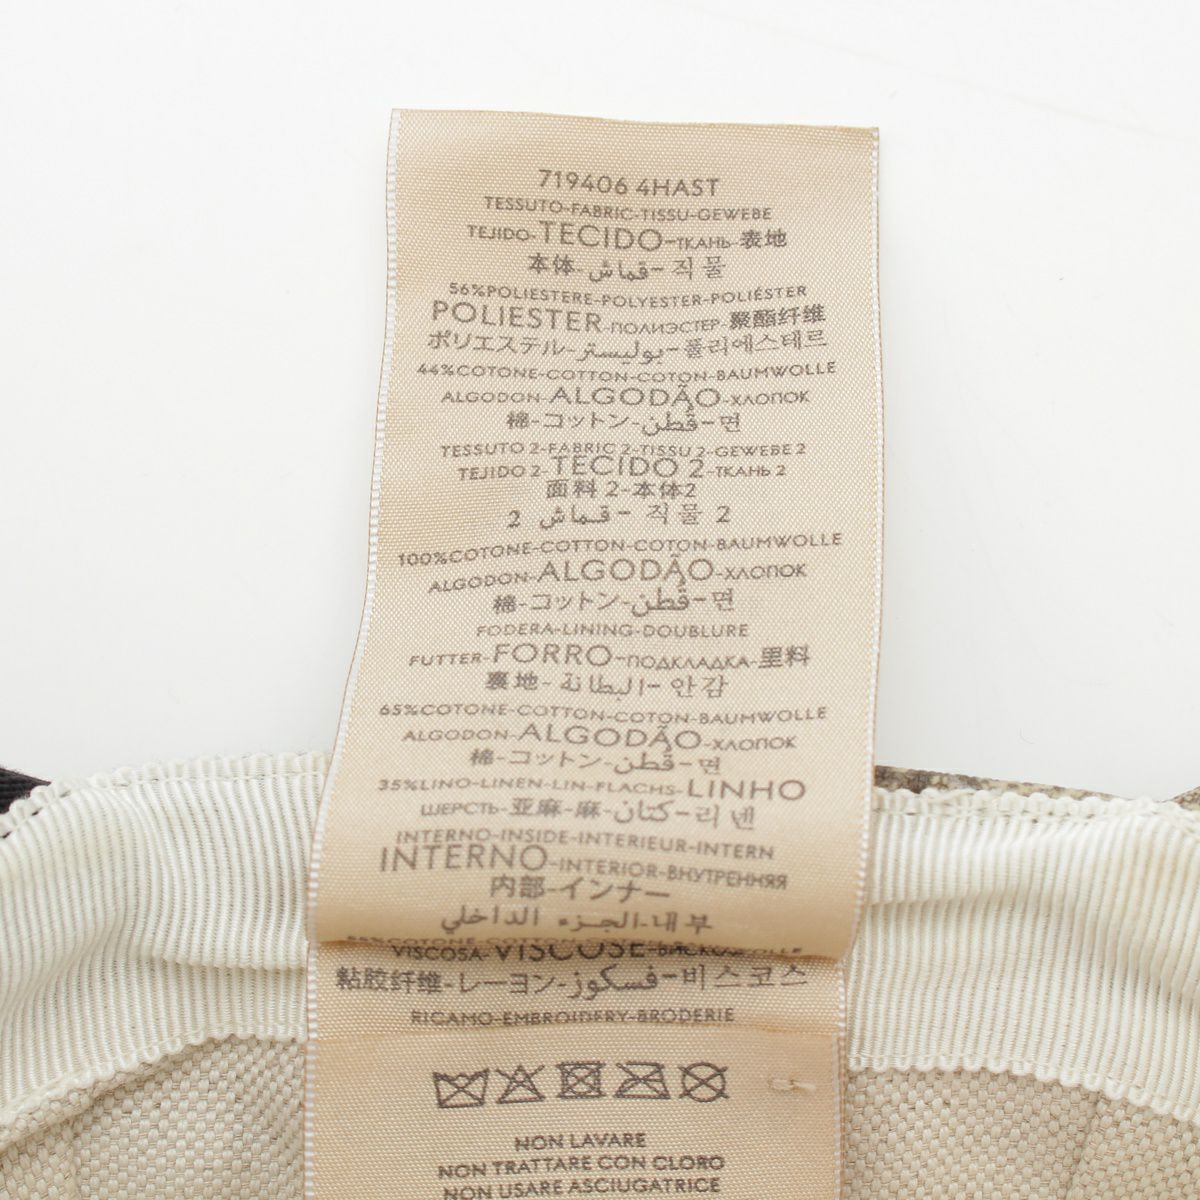 719406 4HAST
TESSUTO-FABRIC-TISSU-GEWEBE
TEJIDO-TECIDO-ТКАНЬ-表地
本体-قماش-직물
56%POLIESTERE-POLYESTER-POLIÉSTER
POLIESTER-ПОЛИЭСТЕР-聚酯纤维
ポリエステル-بوليستر-폴리에스테르
44%COTONE-COTTON-COTON-BAUMWOLLE
ALGODON-ALGODÃO-ХЛОПОК
棉-コットン-قطن-면
TESSUTO 2-FABRIC 2-TISSU 2-GEWEBE 2
TEJIDO 2-TECIDO 2-ТКАНЬ 2
面料 2-本体2
2 قماش-직물 2
100%COTONE-COTTON-COTON-BAUMWOLLE
ALGODON-ALGODÃO-ХЛОПОК
棉-コットン-قطن-면
FODERA-LINING-DOUBLURE
FUTTER-FORRO-ПОДКЛАДКА-里料
裏地-البطانة-안감
65%COTONE-COTTON-COTON-BAUMWOLLE
ALGODON-ALGODÃO-ХЛОПОК
棉-コットン-قطن-면
35%LINO-LINEN-LIN-FLACHS-LINHO
ШЕРСТЬ-亚麻-麻-كتان-리넨
INTERNO-INSIDE-INTERIEUR-INTERN
INTERNO-INTERIOR-ВНУТРЕННЯЯ
内部-インナー
الجزء الداخلي-내부
COTONE-COTTON
VISCOSA-VISCOSE-ВИСКОЗА
粘胶纤维-レーヨン-فسكوز-비스코스
RICAMO-EMBROIDERY-BRODERIE
NON LAVARE
NON TRATTARE CON CLORO
NON USARE ASCIUGATRICE